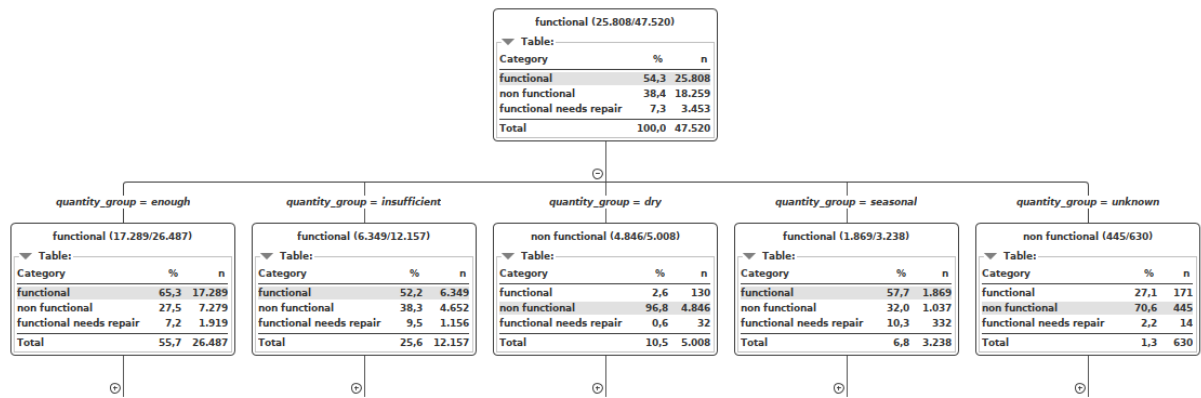 functional (25.808/47.520)
Table:
Category % n
functional 54,3 25.808
non functional 38,4 18.259
functional needs repair 7,3 3.453
Total 100,0 47.520
quantity_group = enough
functional (17.289/26.487)
Table:
Category % n
functional 65,3 17.289
non functional 27,5 7.279
functional needs repair 7,2 1.919
Total 55,7 26.487
quantity_group = insufficient
functional (6.349/12.157)
Table:
Category % n
functional 52,2 6.349
non functional 38,3 4.652
functional needs repair 9,5 1.156
Total 25,6 12.157
quantity_group = dry
non functional (4.846/5.008)
Table:
Category % n
functional 2,6 130
non functional 96,8 4.846
functional needs repair 0,6 32
Total 10,5 5.008
quantity_group = seasonal
functional (1.869/3.238)
Table:
Category % n
functional 57,7 1.869
non functional 32,0 1.037
functional needs repair 10,3 332
Total 6,8 3.238
quantity_group = unknown
non functional (445/630)
Table:
Category % n
functional 27,1 171
non functional 70,6 445
functional needs repair 2,2 14
Total 1,3 630